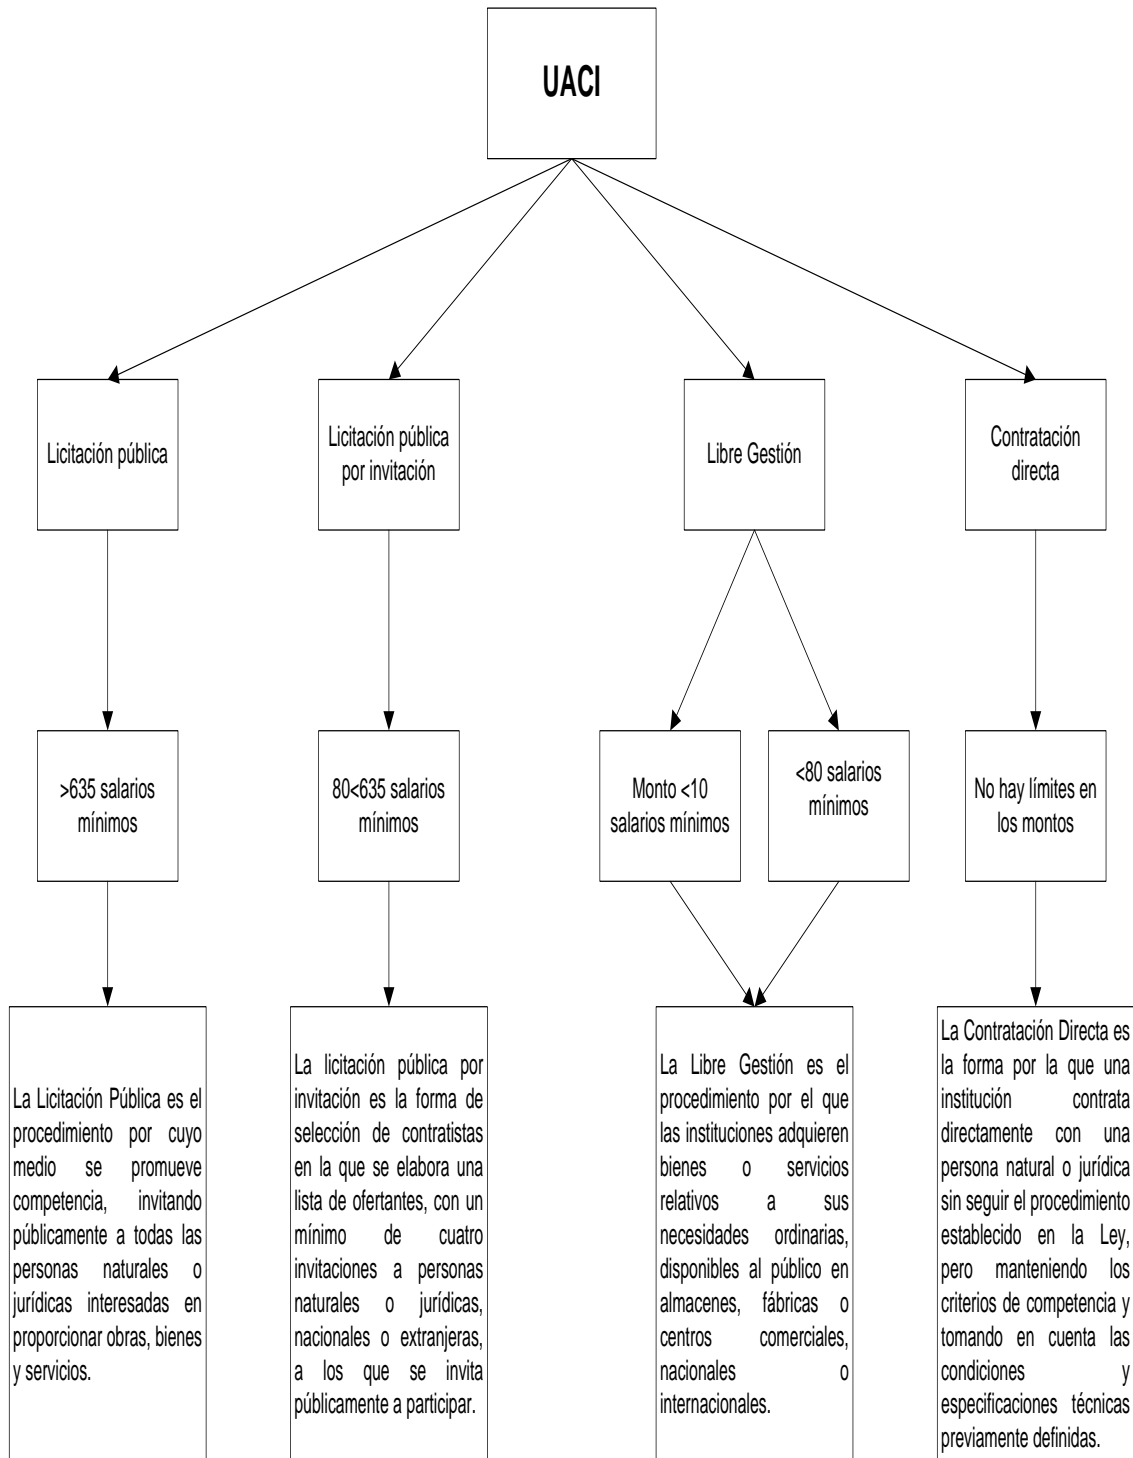 UACI
Licitación pública
Licitación pública
por invitación
Libre Gestión
Contratación
directa
>635 salarios
mínimos
80<635 salarios
mínimos
Monto <10
salarios mínimos
<80 salarios
mínimos
No hay límites en
los montos
La Licitación Pública es el
procedimiento por cuyo
medio se promueve
competencia, invitando
públicamente a todas las
personas naturales o
jurídicas interesadas en
proporcionar obras, bienes
y servicios.
La licitación pública por
invitación es la forma de
selección de contratistas
en la que se elabora una
lista de ofertantes, con un
mínimo de cuatro
invitaciones a personas
naturales o jurídicas,
nacionales o extranjeras,
a los que se invita
públicamente a participar.
La Libre Gestión es el
procedimiento por el que
las instituciones adquieren
bienes o servicios
relativos a sus
necesidades ordinarias,
disponibles al público en
almacenes, fábricas o
centros comerciales,
nacionales o
internacionales.
La Contratación Directa es
la forma por la que una
institución contrata
directamente con una
persona natural o jurídica
sin seguir el procedimiento
establecido en la Ley,
pero manteniendo los
criterios de competencia y
tomando en cuenta las
condiciones y
especificaciones técnicas
previamente definidas.